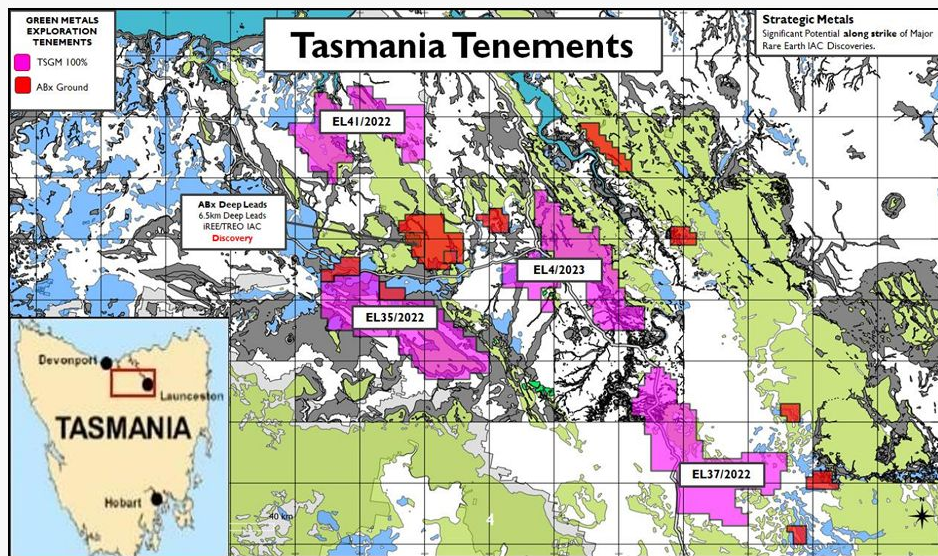 GREEN METALS
EXPLORATION
TENEMENTS
TSGM 100%
ABx Ground
Tasmania Tenements
Strategic Metals
Significant Potential along strike of Major
Rare Earth IAC Discoveries.
EL41/2022
ABx Deep Leads
6.5km Deep Leads
iREE/TREO IAC
Discovery
EL4/2023
EL35/2022
Devonport
Launceston
TASMANIA
Hobart
EL37/2022
40 km
4
N